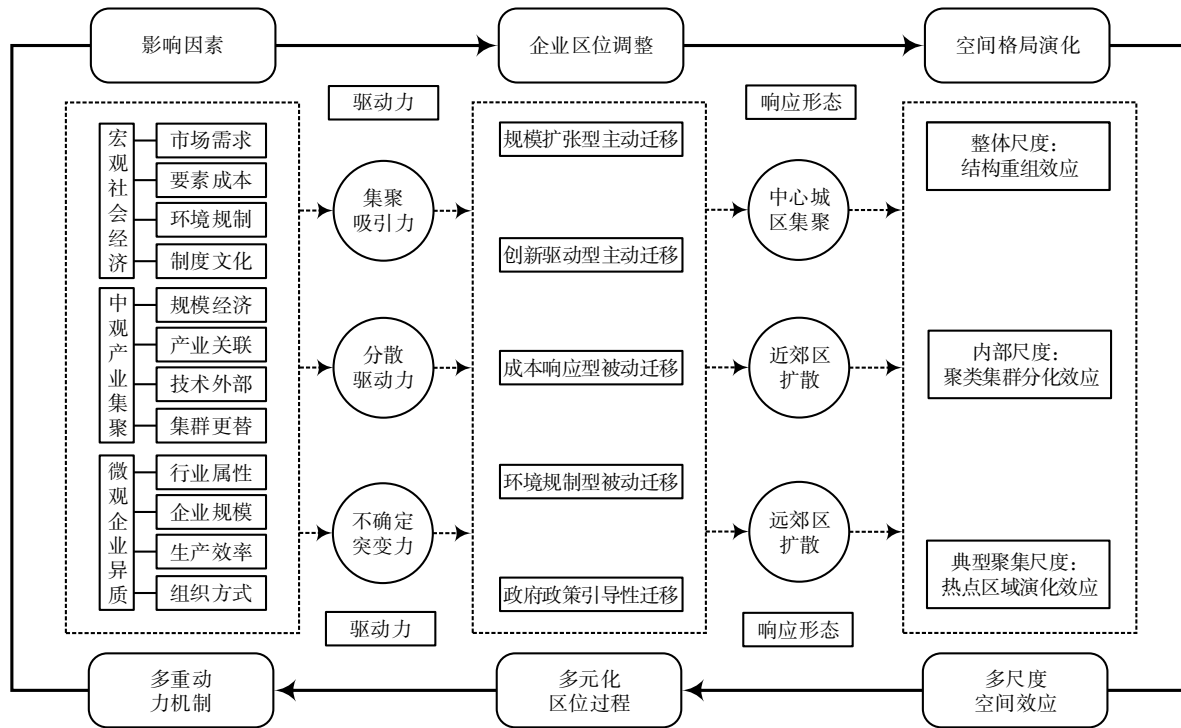 影响因素
企业区位调整
空间格局演化
驱动力
响应形态
宏观社会经济
市场需求
要素成本
环境规制
制度文化
中观产业集聚
规模经济
产业关联
技术外部
集群更替
微观企业异质
行业属性
企业规模
生产效率
组织方式
集聚
吸引力
分散
驱动力
不确定
突变力
规模扩张型主动迁移
创新驱动型主动迁移
成本响应型被动迁移
环境规制型被动迁移
政府政策引导性迁移
中心城
区集聚
近郊区
扩散
远郊区
扩散
整体尺度：
结构重组效应
内部尺度：
聚类集群分化效应
典型聚集尺度：
热点区域演化效应
驱动力
响应形态
多重动
力机制
多元化
区位过程
多尺度
空间效应